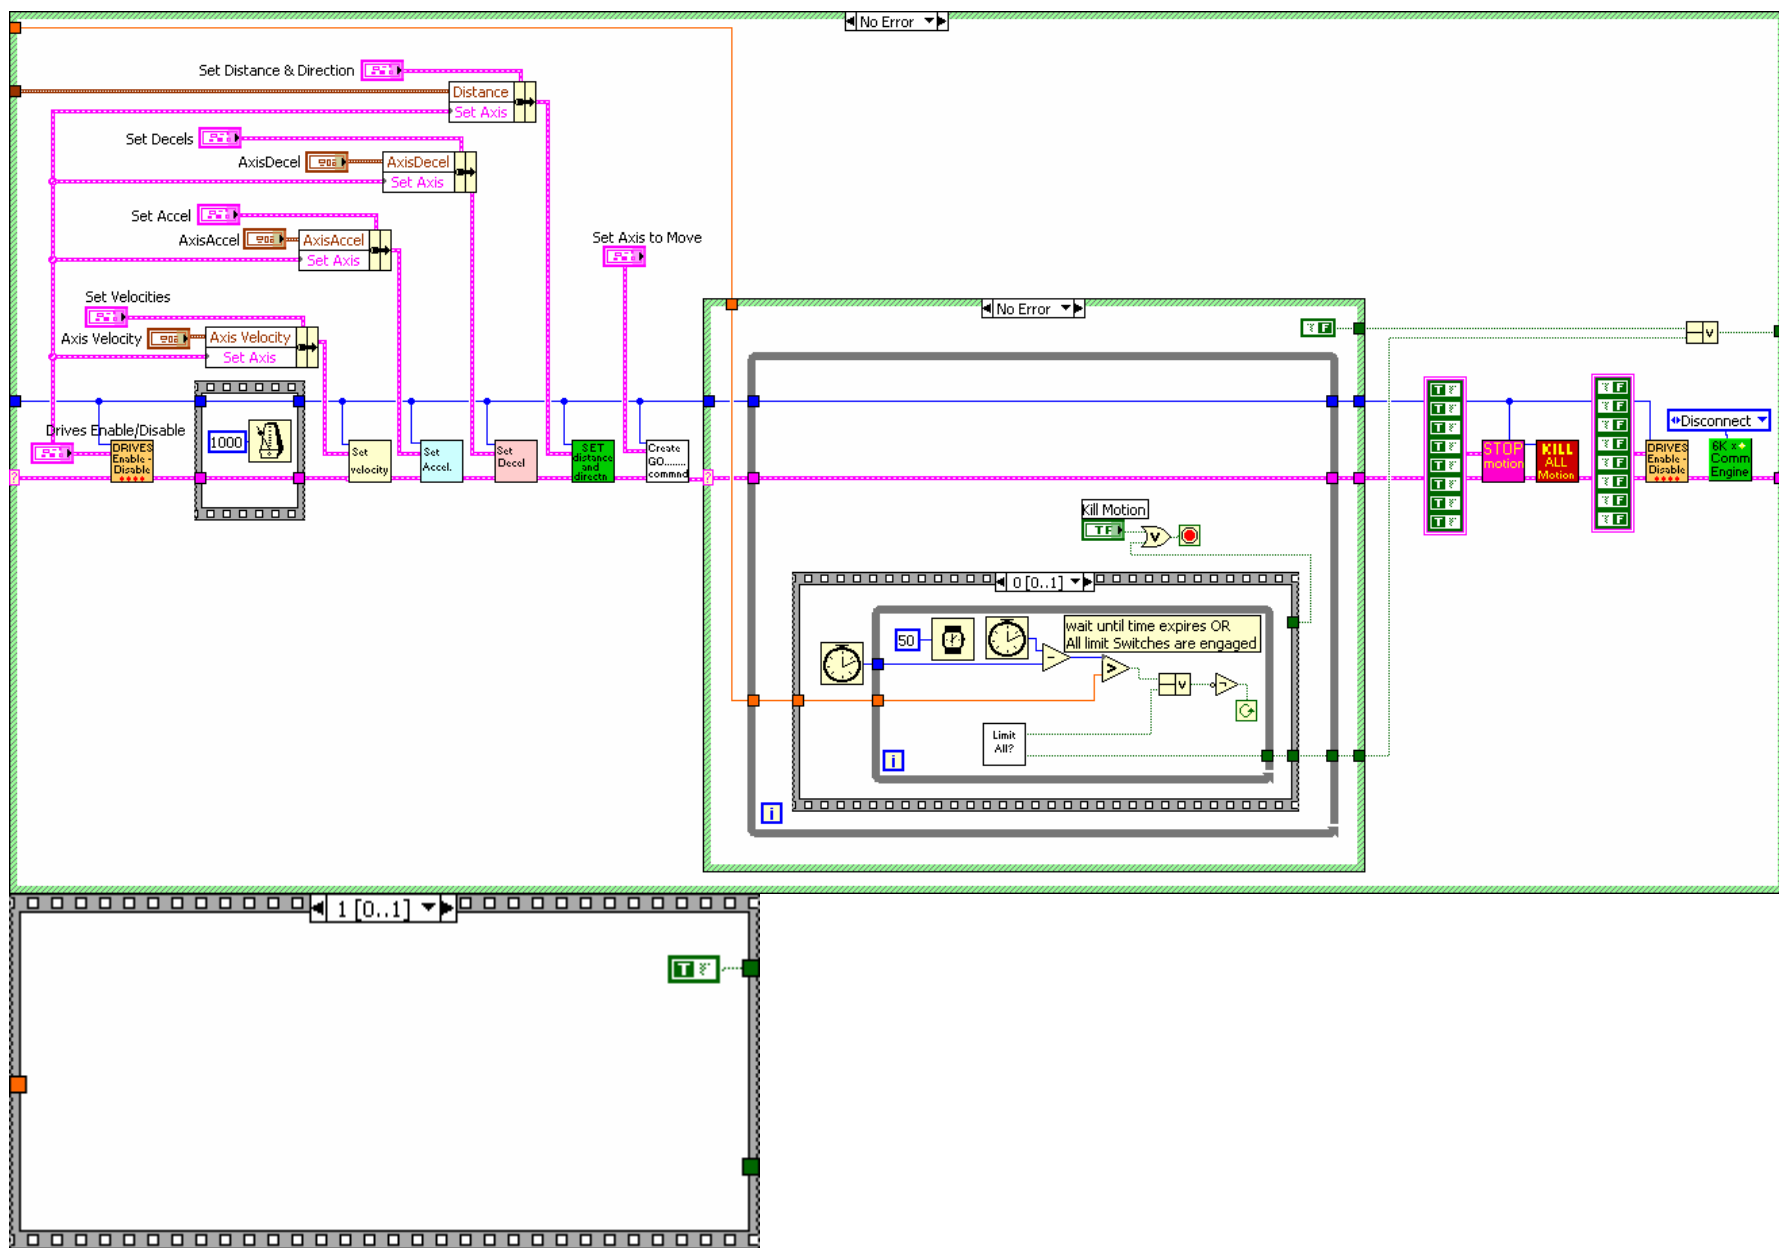 No Error
Set Distance & Direction
Distance
Set Axis
Set Decels
AxisDecel
AxisDecel
Set Axis
Set Accel
AxisAccel
AxisAccel
Set Axis
Set Axis to Move
Set Velocities
Axis Velocity
Axis Velocity
Set Axis
No Error
F
Drives Enable/Disable
DRIVES
Enable -
Disable
1000
Set
velocity
Set
Accel.
Set
Decel
SET
distance
and
directn
Create
GO.......
commnd
T
T
T
T
T
T
T
T
STOP
motion
KILL
ALL
Motion
F
F
F
F
F
F
F
F
DRIVES
Enable -
Disable
Disconnect
6K
Comm
Engine
Kill Motion
TF
V
0 [0..1]
50
wait until time expires OR
All limit Switches are engaged
V
V
Limit
All?
i
i
1 [0..1]
T